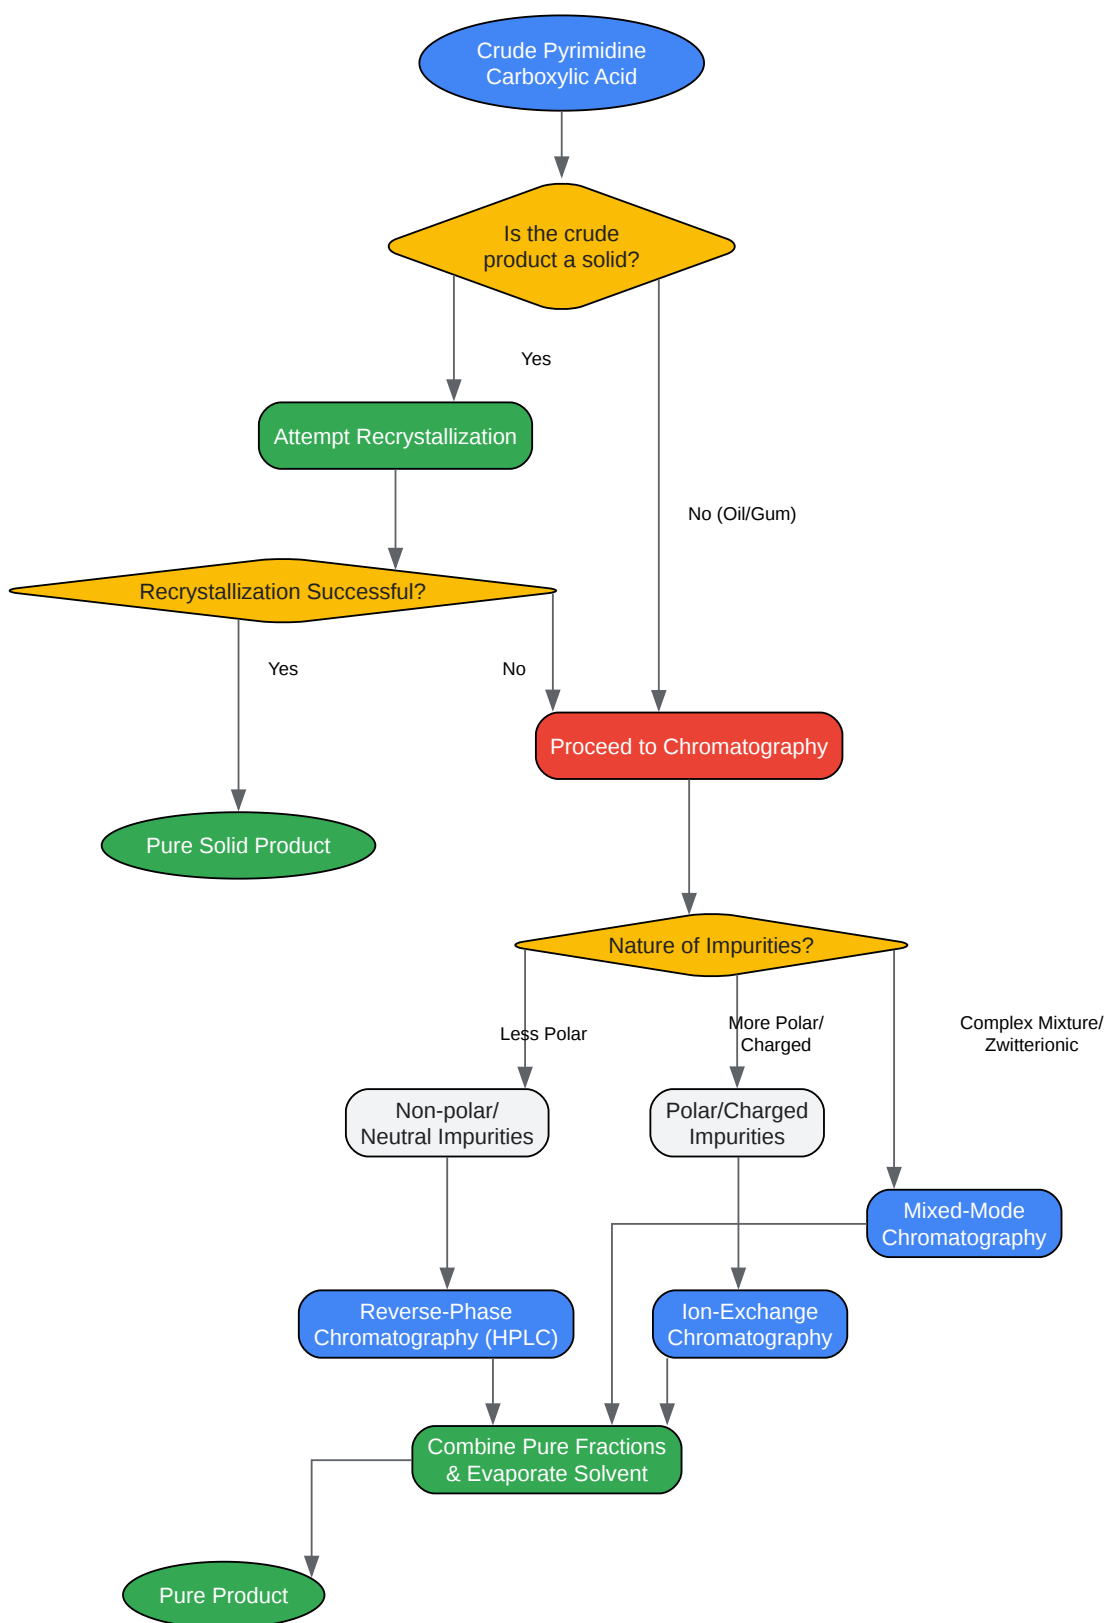 Crude Pyrimidine
Carboxylic Acid
Is the crude
product a solid?
Yes
Attempt Recrystallization
No (Oil/Gum)
Recrystallization Successful?
Yes
No
Proceed to Chromatography
Pure Solid Product
Nature of Impurities?
Less Polar
More Polar/
Charged
Complex Mixture/
Zwitterionic
Non-polar/
Neutral Impurities
Polar/Charged
Impurities
Mixed-Mode
Chromatography
Reverse-Phase
Chromatography (HPLC)
Ion-Exchange
Chromatography
Combine Pure Fractions
& Evaporate Solvent
Pure Product